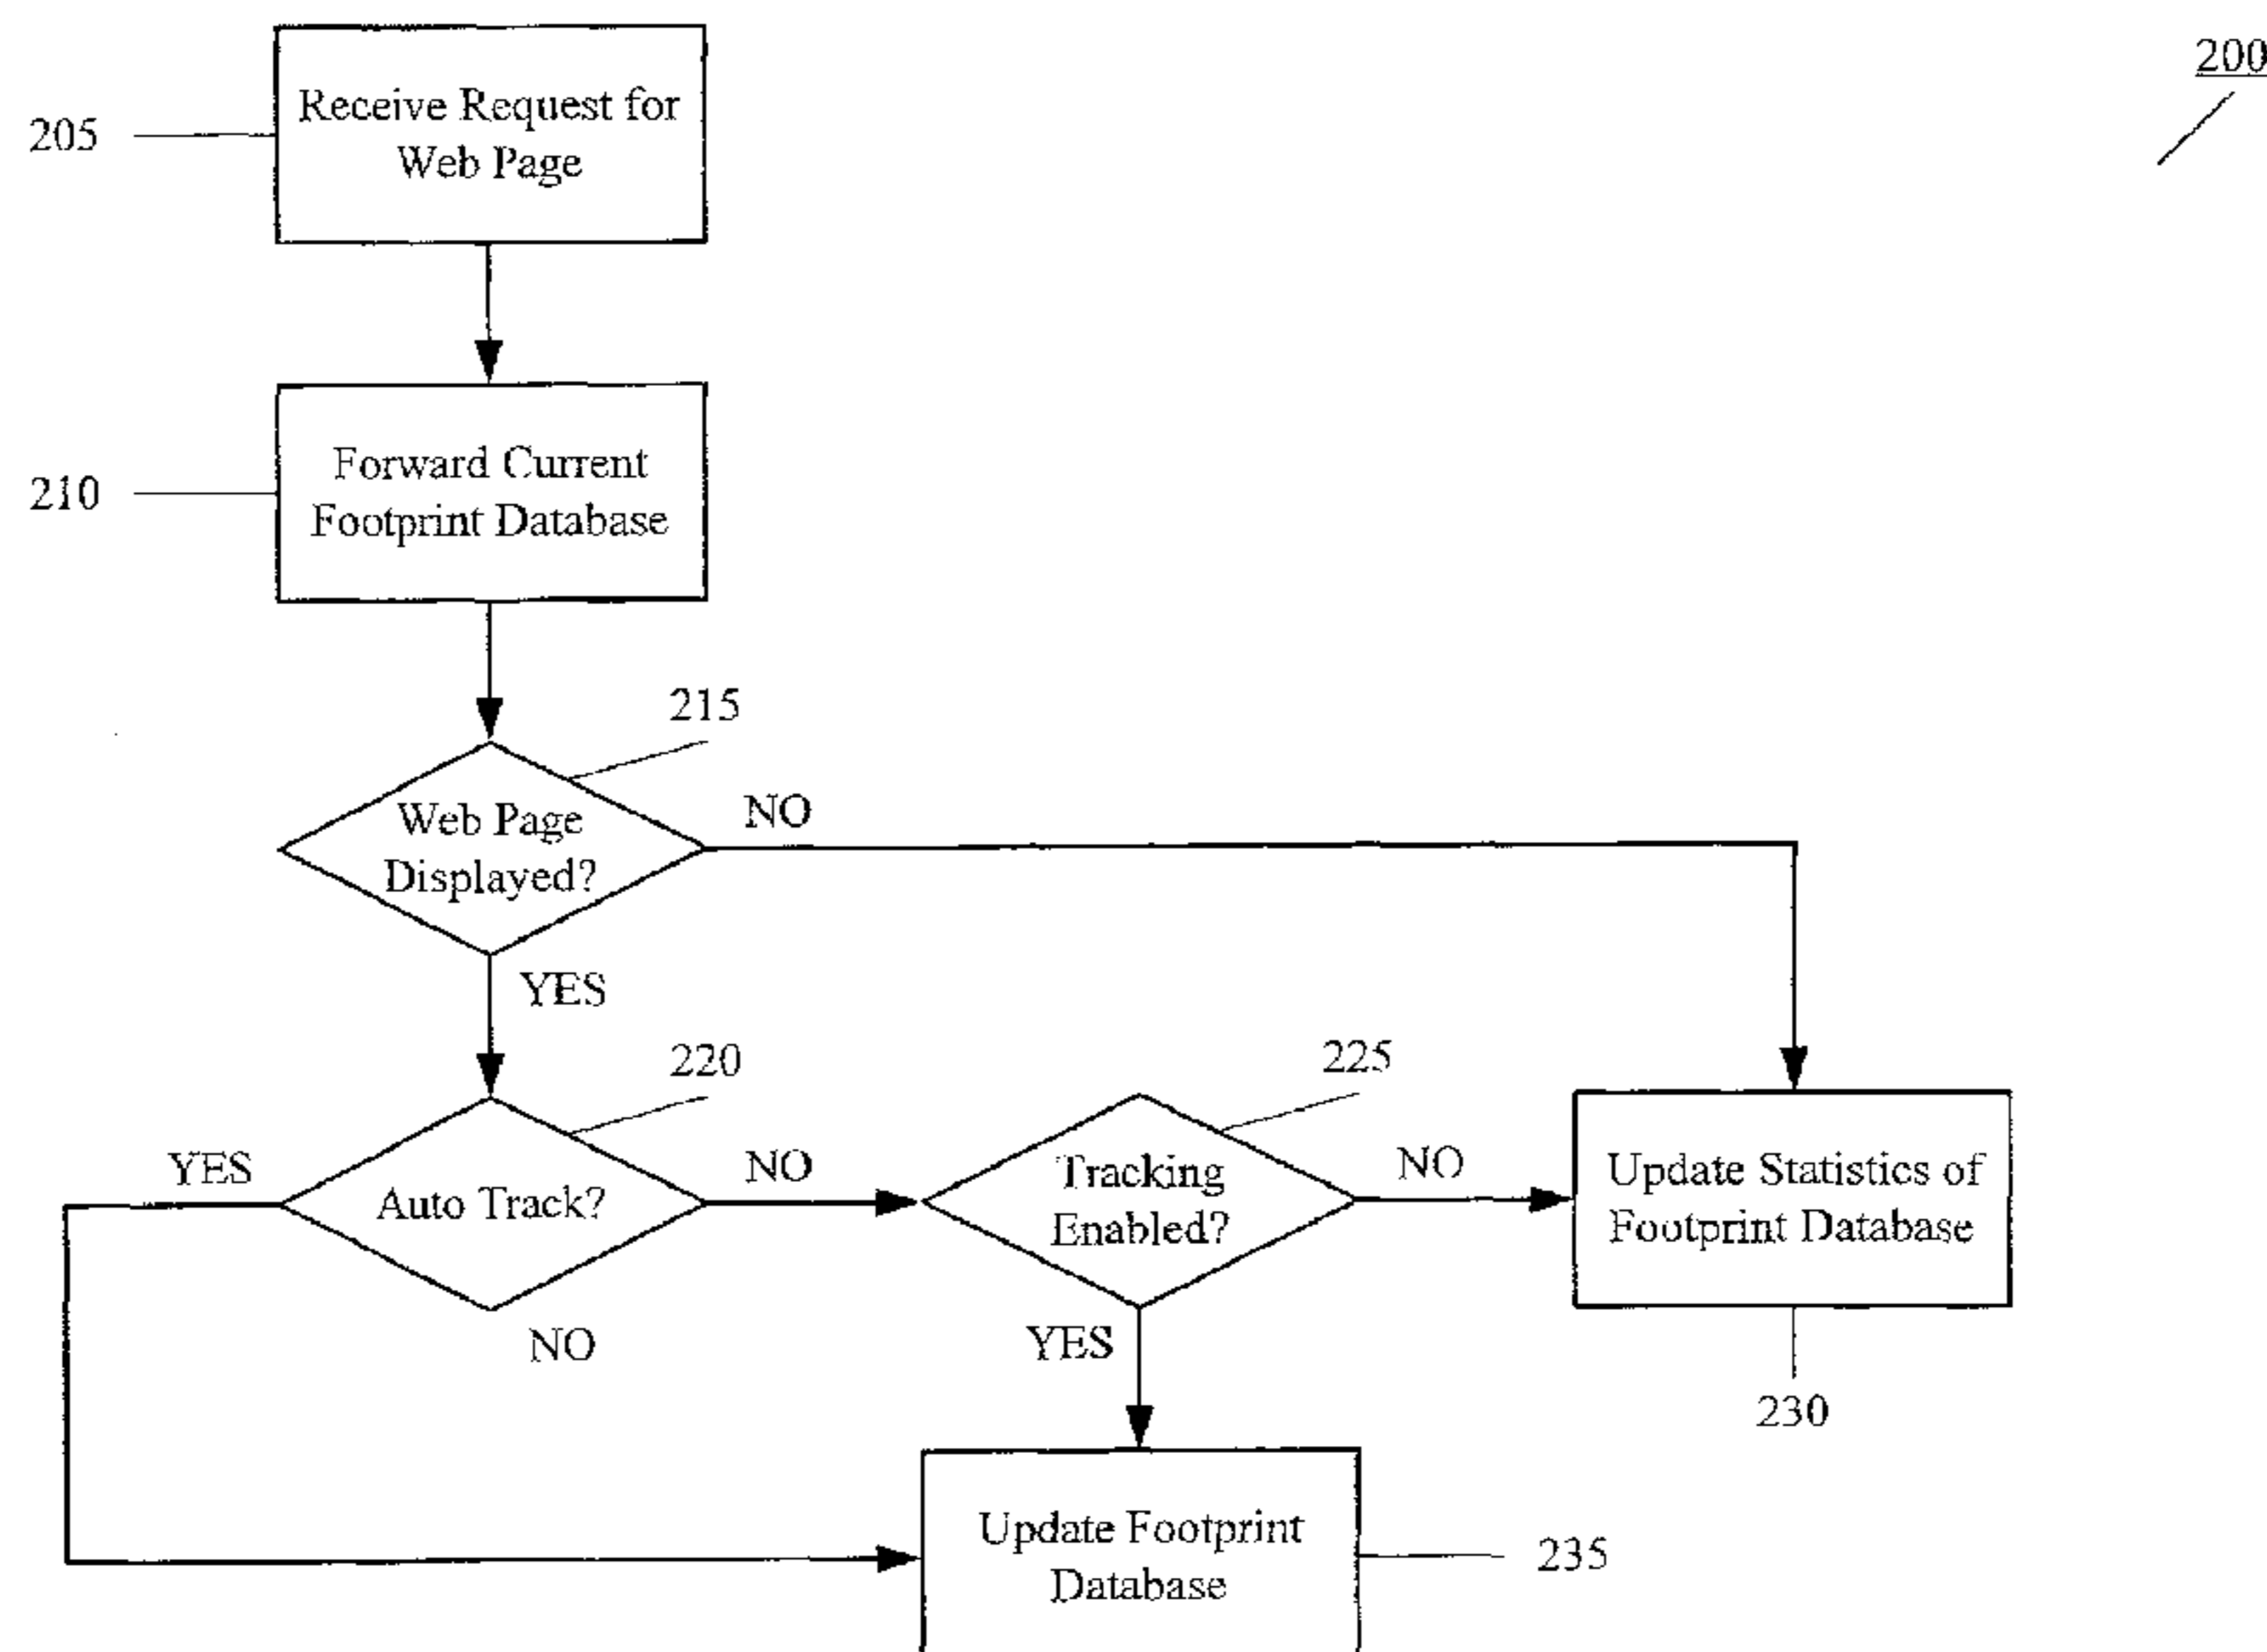 200
205
Receive Request for
Web Page
210
Forward Current
Footprint Database
215
Web Page
Displayed?
NO
YES
220
225
YES
Auto Track?
NO
NO
Tracking
Enabled?
NO
YES
Update Statistics of
Footprint Database
230
Update Footprint
Database
235